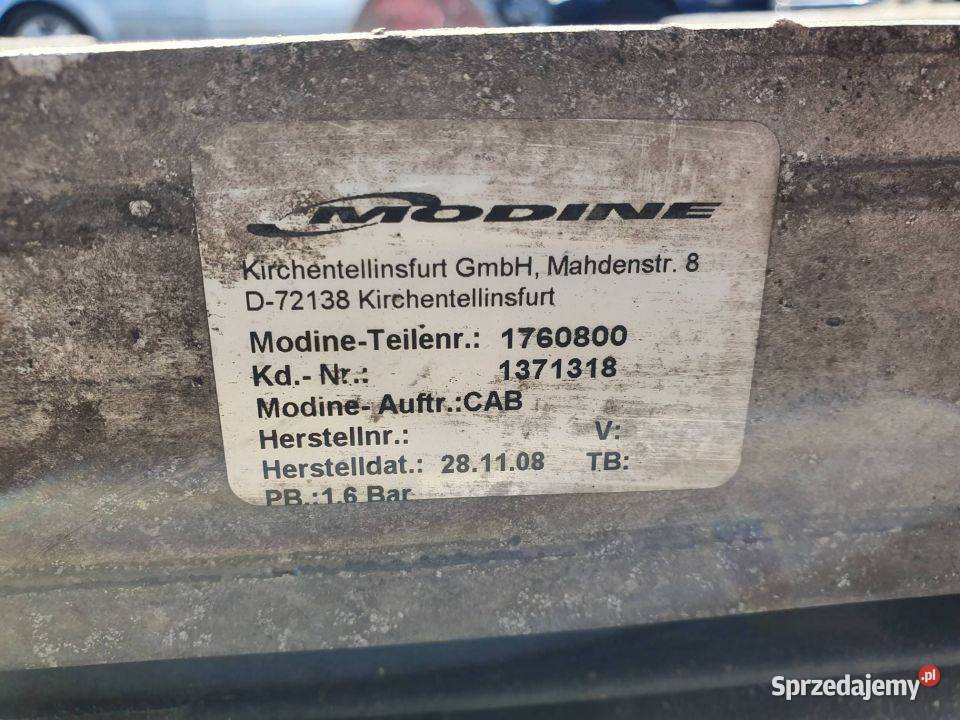 MODINE
Kirchentellinsfurt GmbH, Mahdenstr. 8
D-72138 Kirchentellinsfurt
Modine-Teilenr.: 1760800
Kd.- Nr.: 1371318
Modine- Auftr.:CAB
Herstellnr.: V:
Herstelldat.: 28.11.08 TB:
PB.:1,6 Bar
Sprzedajemy.pl